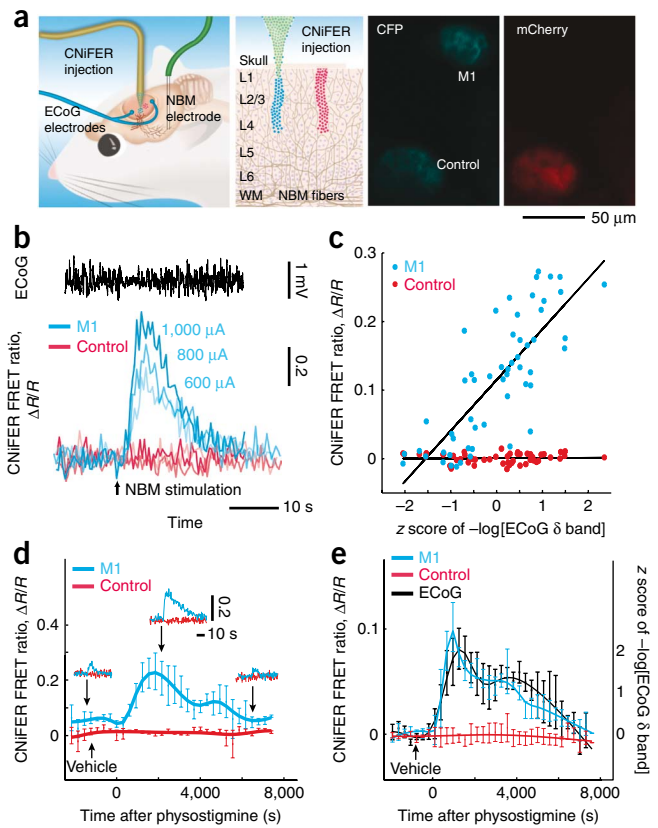 a
CNiFER
injection
ECoG
electrodes
NBM
electrode
CNiFER
injection
Skull
L1
L2/3
L4
L5
L6
WM
NBM fibers
CFP
M1
Control
mCherry
50 μm
b
ECoG
1 mV
M1
Control
1,000 μA
800 μA
600 μA
0.2
CNiFER FRET ratio,
ΔR/R
NBM stimulation
10 s
Time
c
M1
Control
CNiFER FRET ratio, ΔR/R
0.3
0.2
0.1
0
−2
−1
0
1
2
z score of –log[ECoG δ band]
d
M1
Control
CNiFER FRET ratio, ΔR/R
0.4
0.2
0
0.2
10 s
Vehicle
0
4,000
8,000
Time after physostigmine (s)
e
M1
Control
ECoG
CNiFER FRET ratio, ΔR/R
0.1
0
z score of –log[ECoG δ band]
2
1
0
Vehicle
0
4,000
8,000
Time after physostigmine (s)